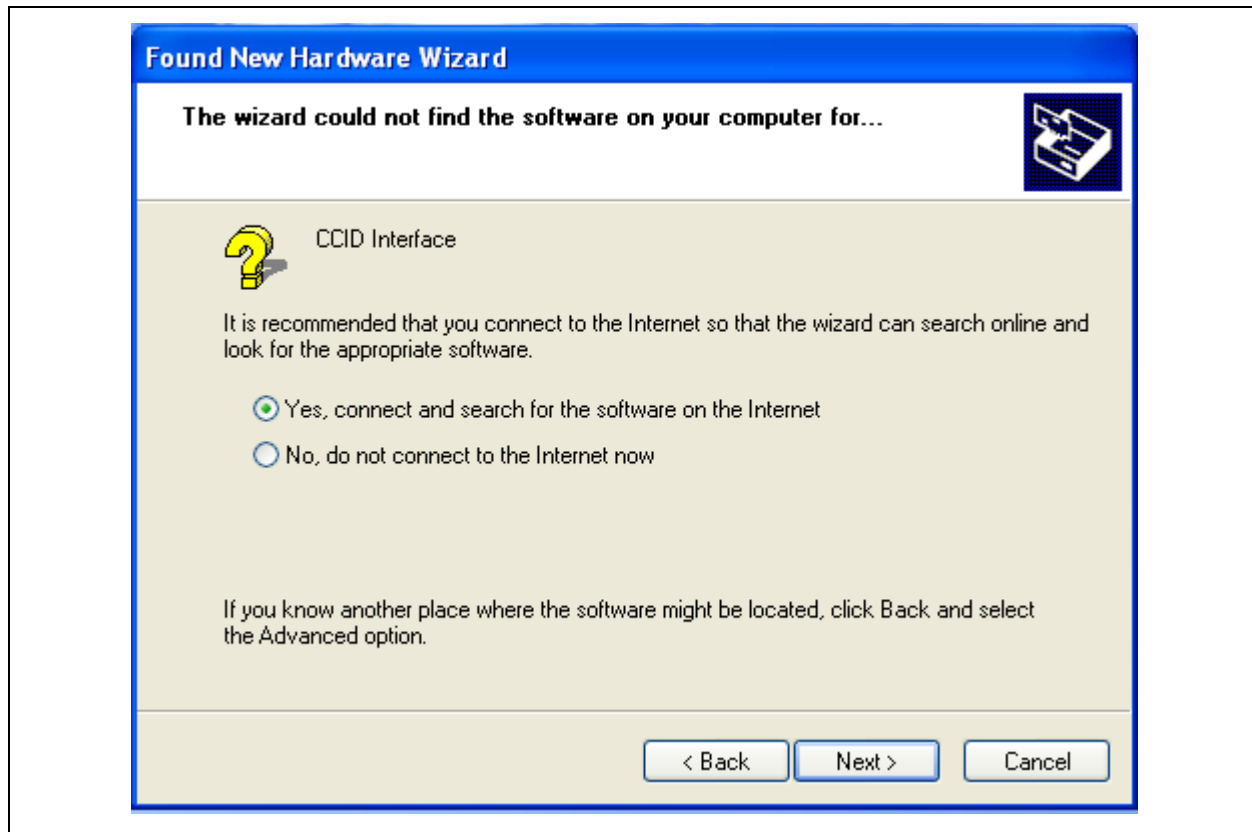 Found New Hardware Wizard
The wizard could not find the software on your computer for...
CCID Interface
It is recommended that you connect to the Internet so that the wizard can search online and
look for the appropriate software.
Yes, connect and search for the software on the Internet
No, do not connect to the Internet now
If you know another place where the software might be located, click Back and select
the Advanced option.
< Back
Next >
Cancel